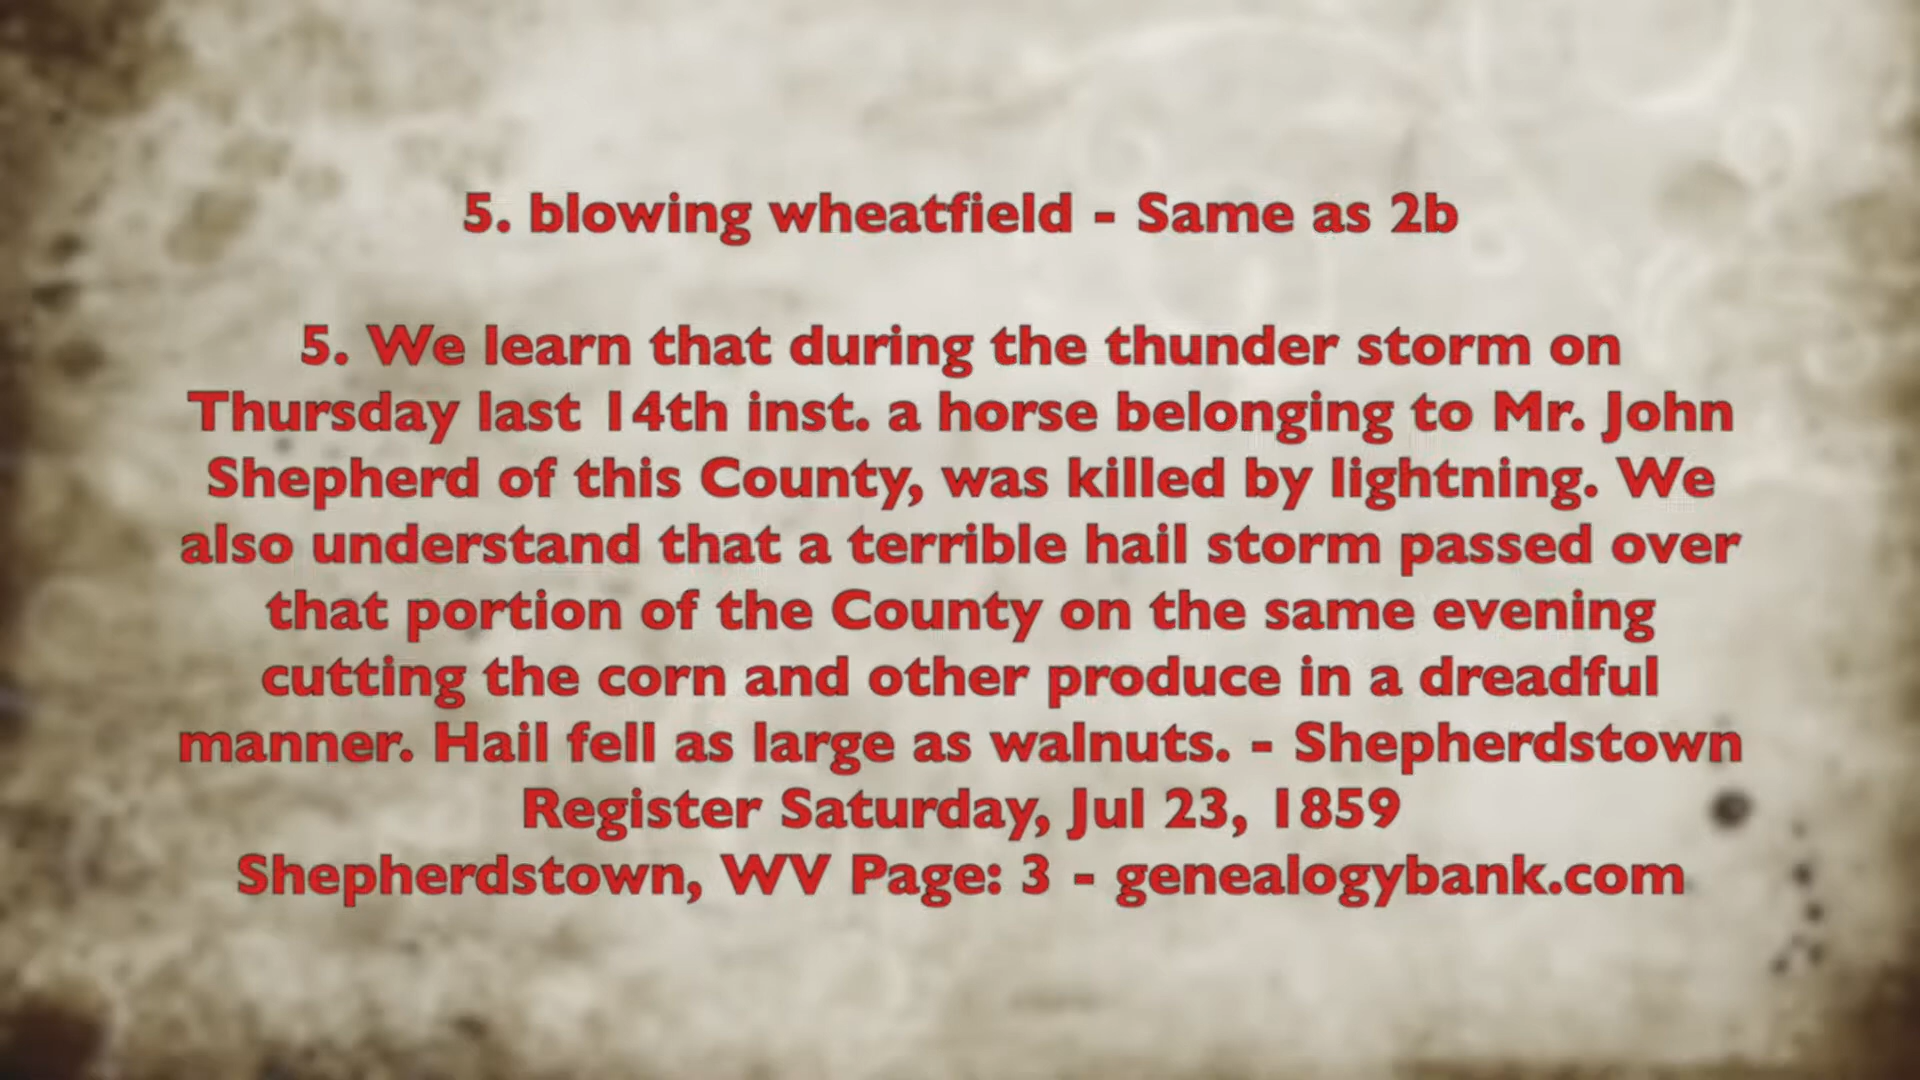 5. blowing wheatfield - Same as 2b
5. We learn that during the thunder storm on
Thursday last 14th inst. a horse belonging to Mr. John
Shepherd of this County, was killed by lightning. We
also understand that a terrible hail storm passed over
that portion of the County on the same evening
cutting the corn and other produce in a dreadful
manner. Hail fell as large as walnuts. - Shepherdstown
Register Saturday, Jul 23, 1859
Shepherdstown, WV Page: 3 - genealogybank.com